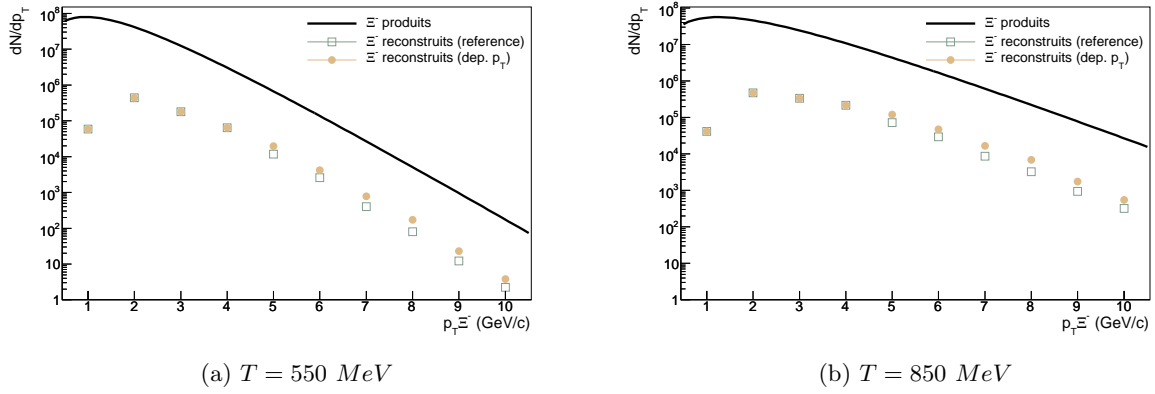 dN/dp_T
10^8
10^7
10^6
10^5
10^4
10^3
10^2
10
1
Ξ^- produits
Ξ^- reconstruits (reference)
Ξ^- reconstruits (dep. p_T)
1 2 3 4 5 6 7 8 9 10
p_TΞ^- (GeV/c)
(a) T = 550 MeV
dN/dp_T
10^8
10^7
10^6
10^5
10^4
10^3
10^2
10
1
Ξ^- produits
Ξ^- reconstruits (reference)
Ξ^- reconstruits (dep. p_T)
1 2 3 4 5 6 7 8 9 10
p_TΞ^- (GeV/c)
(b) T = 850 MeV